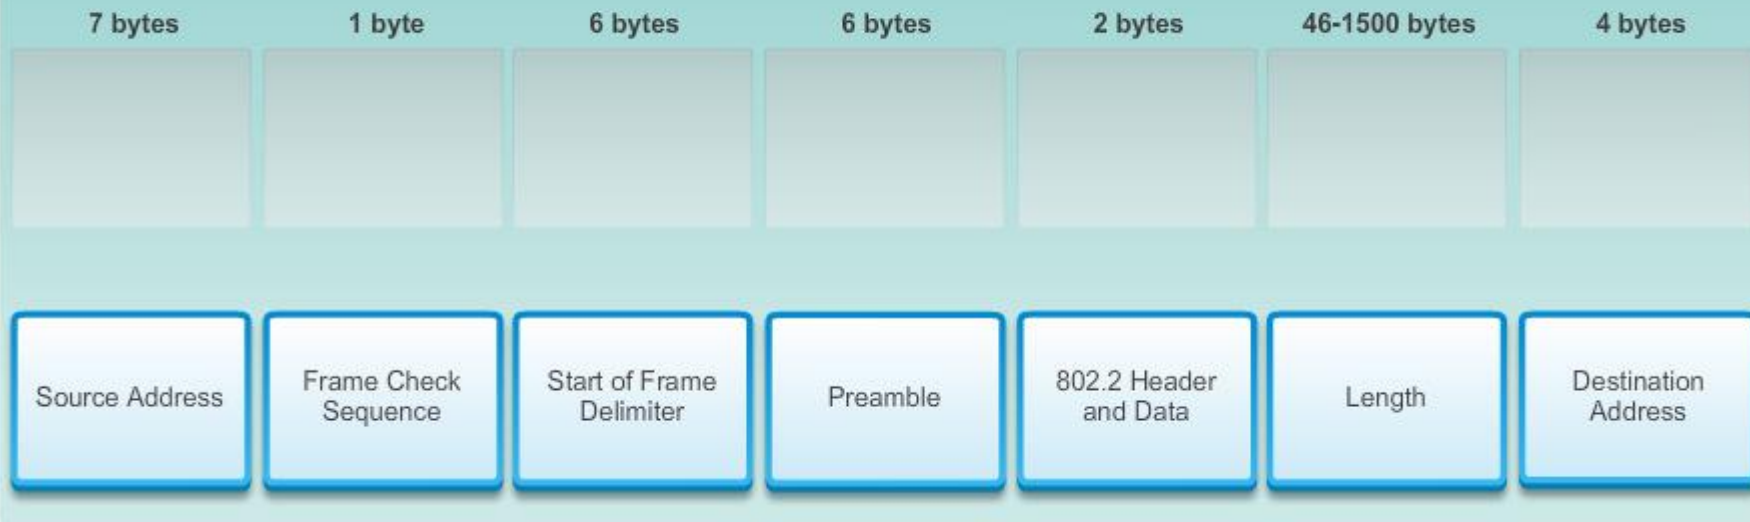 7 bytes 1 byte 6 bytes 6 bytes 2 bytes 46-1500 bytes 4 bytes
Source Address
Frame Check
Sequence
Start of Frame
Delimiter
Preamble
802.2 Header
and Data
Length
Destination
Address